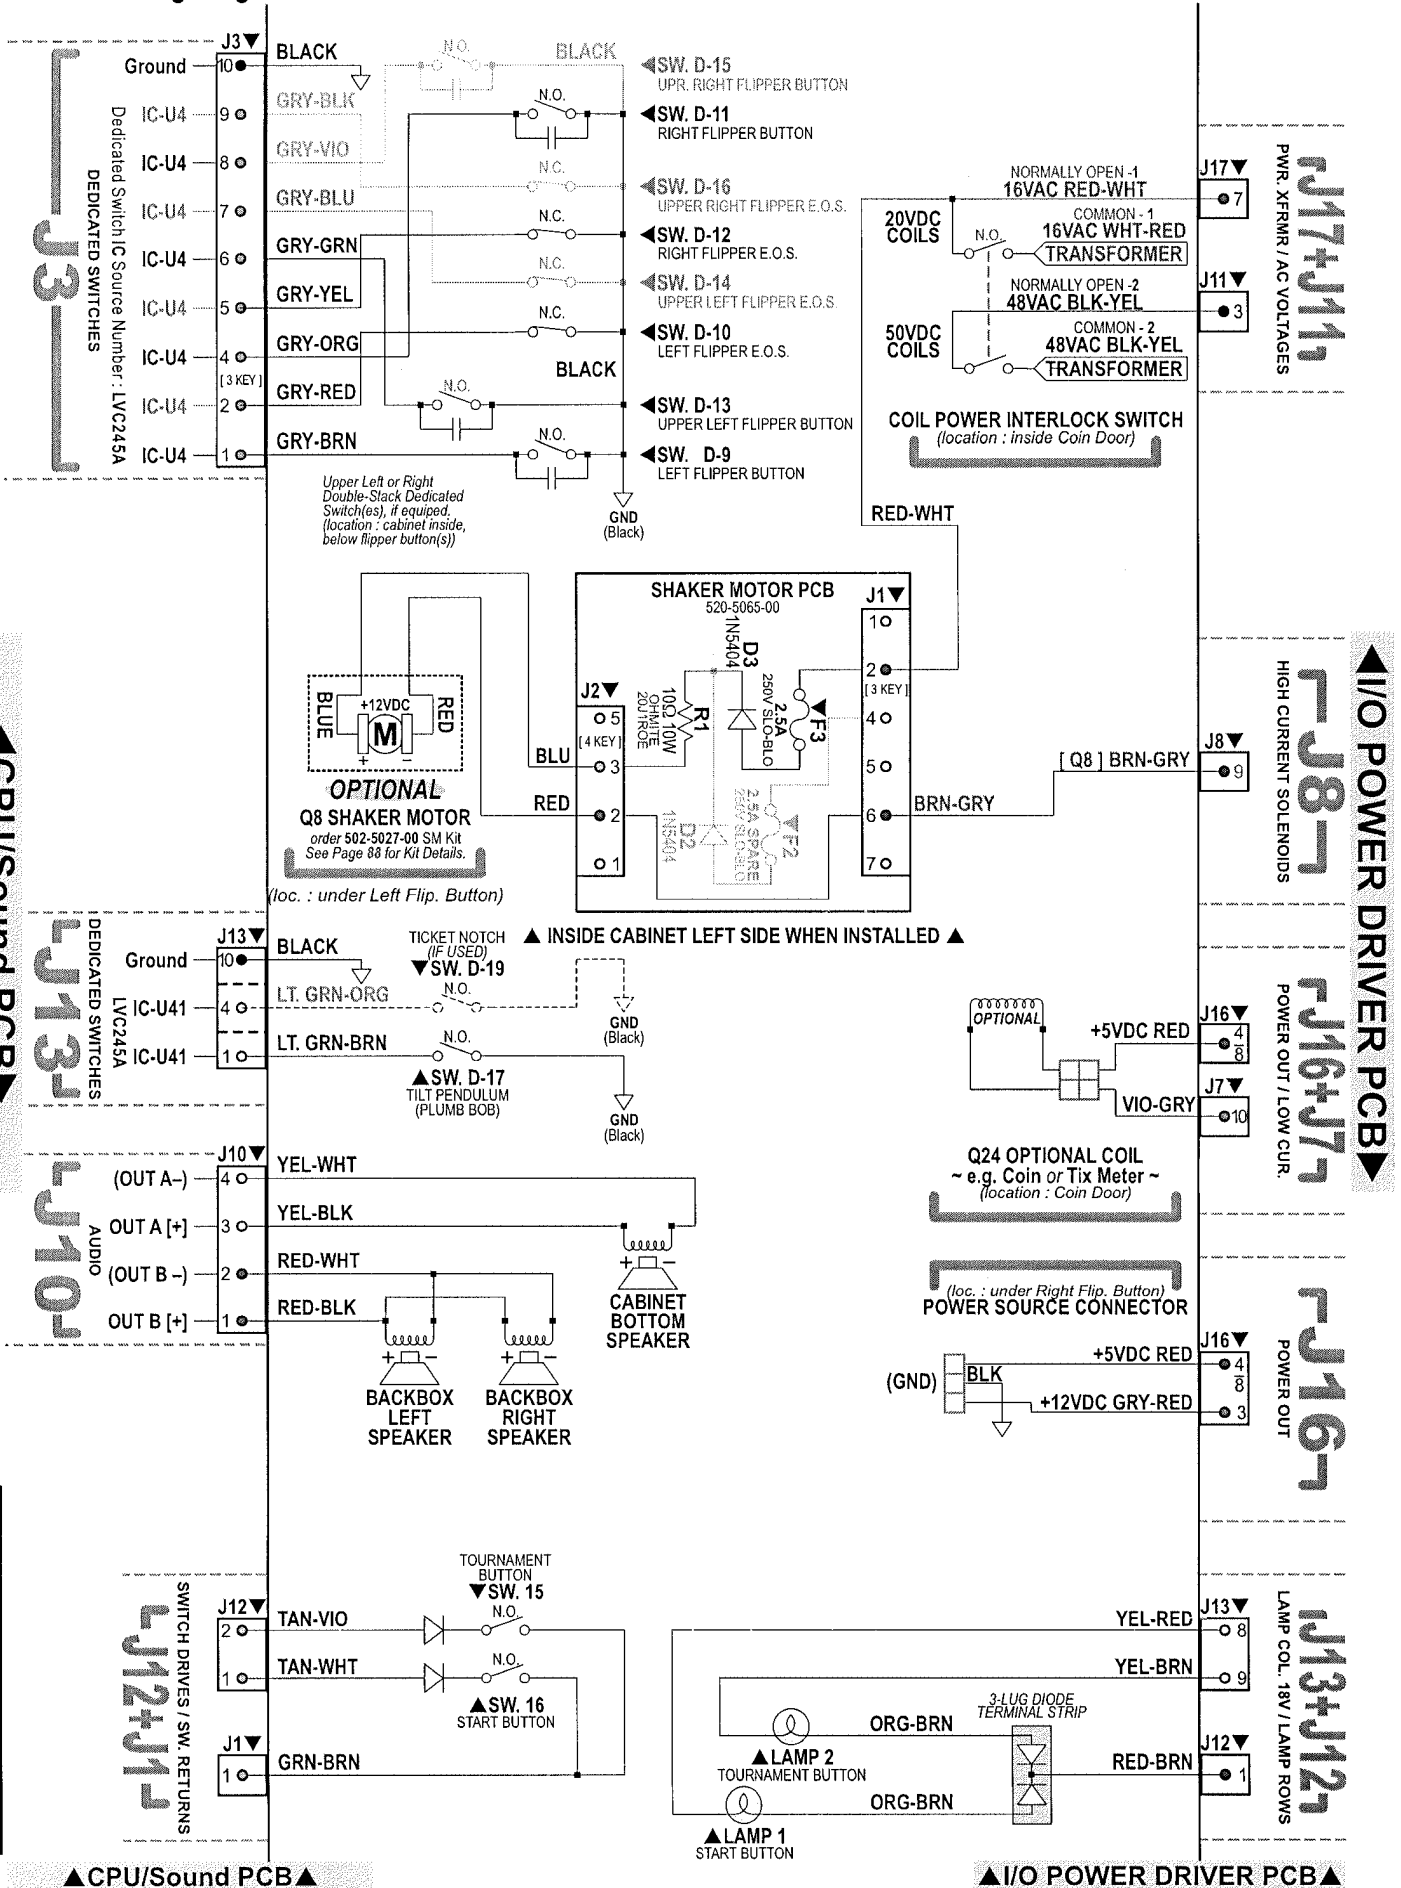 J3▼
Ground 10 BLACK
IC-U4 9 GRY-BLK
IC-U4 8 GRY-VIO
IC-U4 7 GRY-BLU
IC-U4 6 GRY-GRN
IC-U4 5 GRY-YEL
IC-U4 4 GRY-ORG
[ 3 KEY ]
IC-U4 2 GRY-RED
IC-U4 1 GRY-BRN
J3
DEDICATED SWITCHES
Dedicated Switch IC Source Number : LVC245A
N.O.
BLACK
◀SW. D-15
UPR. RIGHT FLIPPER BUTTON
N.O.
◀SW. D-11
RIGHT FLIPPER BUTTON
N.C.
◀SW. D-16
UPPER RIGHT FLIPPER E.O.S.
N.C.
◀SW. D-12
RIGHT FLIPPER E.O.S.
N.C.
◀SW. D-14
UPPER LEFT FLIPPER E.O.S.
N.C.
◀SW. D-10
LEFT FLIPPER E.O.S.
BLACK
N.O.
◀SW. D-13
UPPER LEFT FLIPPER BUTTON
N.O.
◀SW. D-9
LEFT FLIPPER BUTTON
GND
(Black)
Upper Left or Right
Double-Stack Dedicated
Switch(es), if equiped.
(location : cabinet inside,
below flipper button(s))
J17▼
7
NORMALLY OPEN -1
16VAC RED-WHT
20VDC
COILS
N.O.
COMMON - 1
16VAC WHT-RED
TRANSFORMER
J11▼
3
NORMALLY OPEN -2
48VAC BLK-YEL
50VDC
COILS
COMMON - 2
48VAC BLK-YEL
TRANSFORMER
COIL POWER INTERLOCK SWITCH
(location : inside Coin Door)
PWR. XFRMR / AC VOLTAGES
J17+J11
RED-WHT
SHAKER MOTOR PCB
520-5065-00
J1▼
1
2
[ 3 KEY ]
4
5
6
7
D3
1N5404
▼F3
2.5A
250V SLO-BLO
R1
10Ω 10W
OHMITE
20J1R0E
▼F2
2.5A SPARE
250V SLO-BLO
D2
1N5404
J2▼
5
[ 4 KEY ]
3
2
1
BLU
RED
BLUE
+12VDC
M
+ −
RED
OPTIONAL
Q8 SHAKER MOTOR
order 502-5027-00 SM Kit
See Page 88 for Kit Details.
(loc. : under Left Flip. Button)
▲ INSIDE CABINET LEFT SIDE WHEN INSTALLED ▲
BRN-GRY
[ Q8 ] BRN-GRY
J8▼
9
HIGH CURRENT SOLENOIDS
J8
◀I/O POWER DRIVER PCB▶
◀CPU/Sound PCB▶
J13▼
Ground 10 BLACK
IC-U41 4 LT. GRN-ORG
IC-U41 1 LT. GRN-BRN
LVC245A
DEDICATED SWITCHES
J13
TICKET NOTCH
(IF USED)
▼SW. D-19
N.O.
GND
(Black)
N.O.
▲SW. D-17
TILT PENDULUM
(PLUMB BOB)
GND
(Black)
OPTIONAL
+5VDC RED
J16▼
4
8
J7▼
VIO-GRY
10
Q24 OPTIONAL COIL
~ e.g. Coin or Tix Meter ~
(location : Coin Door)
POWER OUT / LOW CUR.
J16+J7
J10▼
(OUT A–) 4 YEL-WHT
OUT A [+] 3 YEL-BLK
(OUT B –) 2 RED-WHT
OUT B [+] 1 RED-BLK
AUDIO
J10
+ −
CABINET
BOTTOM
SPEAKER
+ −
BACKBOX
LEFT
SPEAKER
+ −
BACKBOX
RIGHT
SPEAKER
(loc. : under Right Flip. Button)
POWER SOURCE CONNECTOR
J16▼
+5VDC RED
4
8
(GND)
BLK
+12VDC GRY-RED
3
POWER OUT
J16
TOURNAMENT
BUTTON
▼SW. 15
J12▼
2 TAN-VIO
N.O.
1 TAN-WHT
N.O.
▲SW. 16
START BUTTON
J1▼
1 GRN-BRN
SWITCH DRIVES / SW. RETURNS
J12+J1
J13▼
YEL-RED 8
YEL-BRN 9
3-LUG DIODE
TERMINAL STRIP
ORG-BRN
▲LAMP 2
TOURNAMENT BUTTON
J12▼
RED-BRN 1
ORG-BRN
▲LAMP 1
START BUTTON
LAMP COL. 18V / LAMP ROWS
J13+J12
▲CPU/Sound PCB▲
▲I/O POWER DRIVER PCB▲